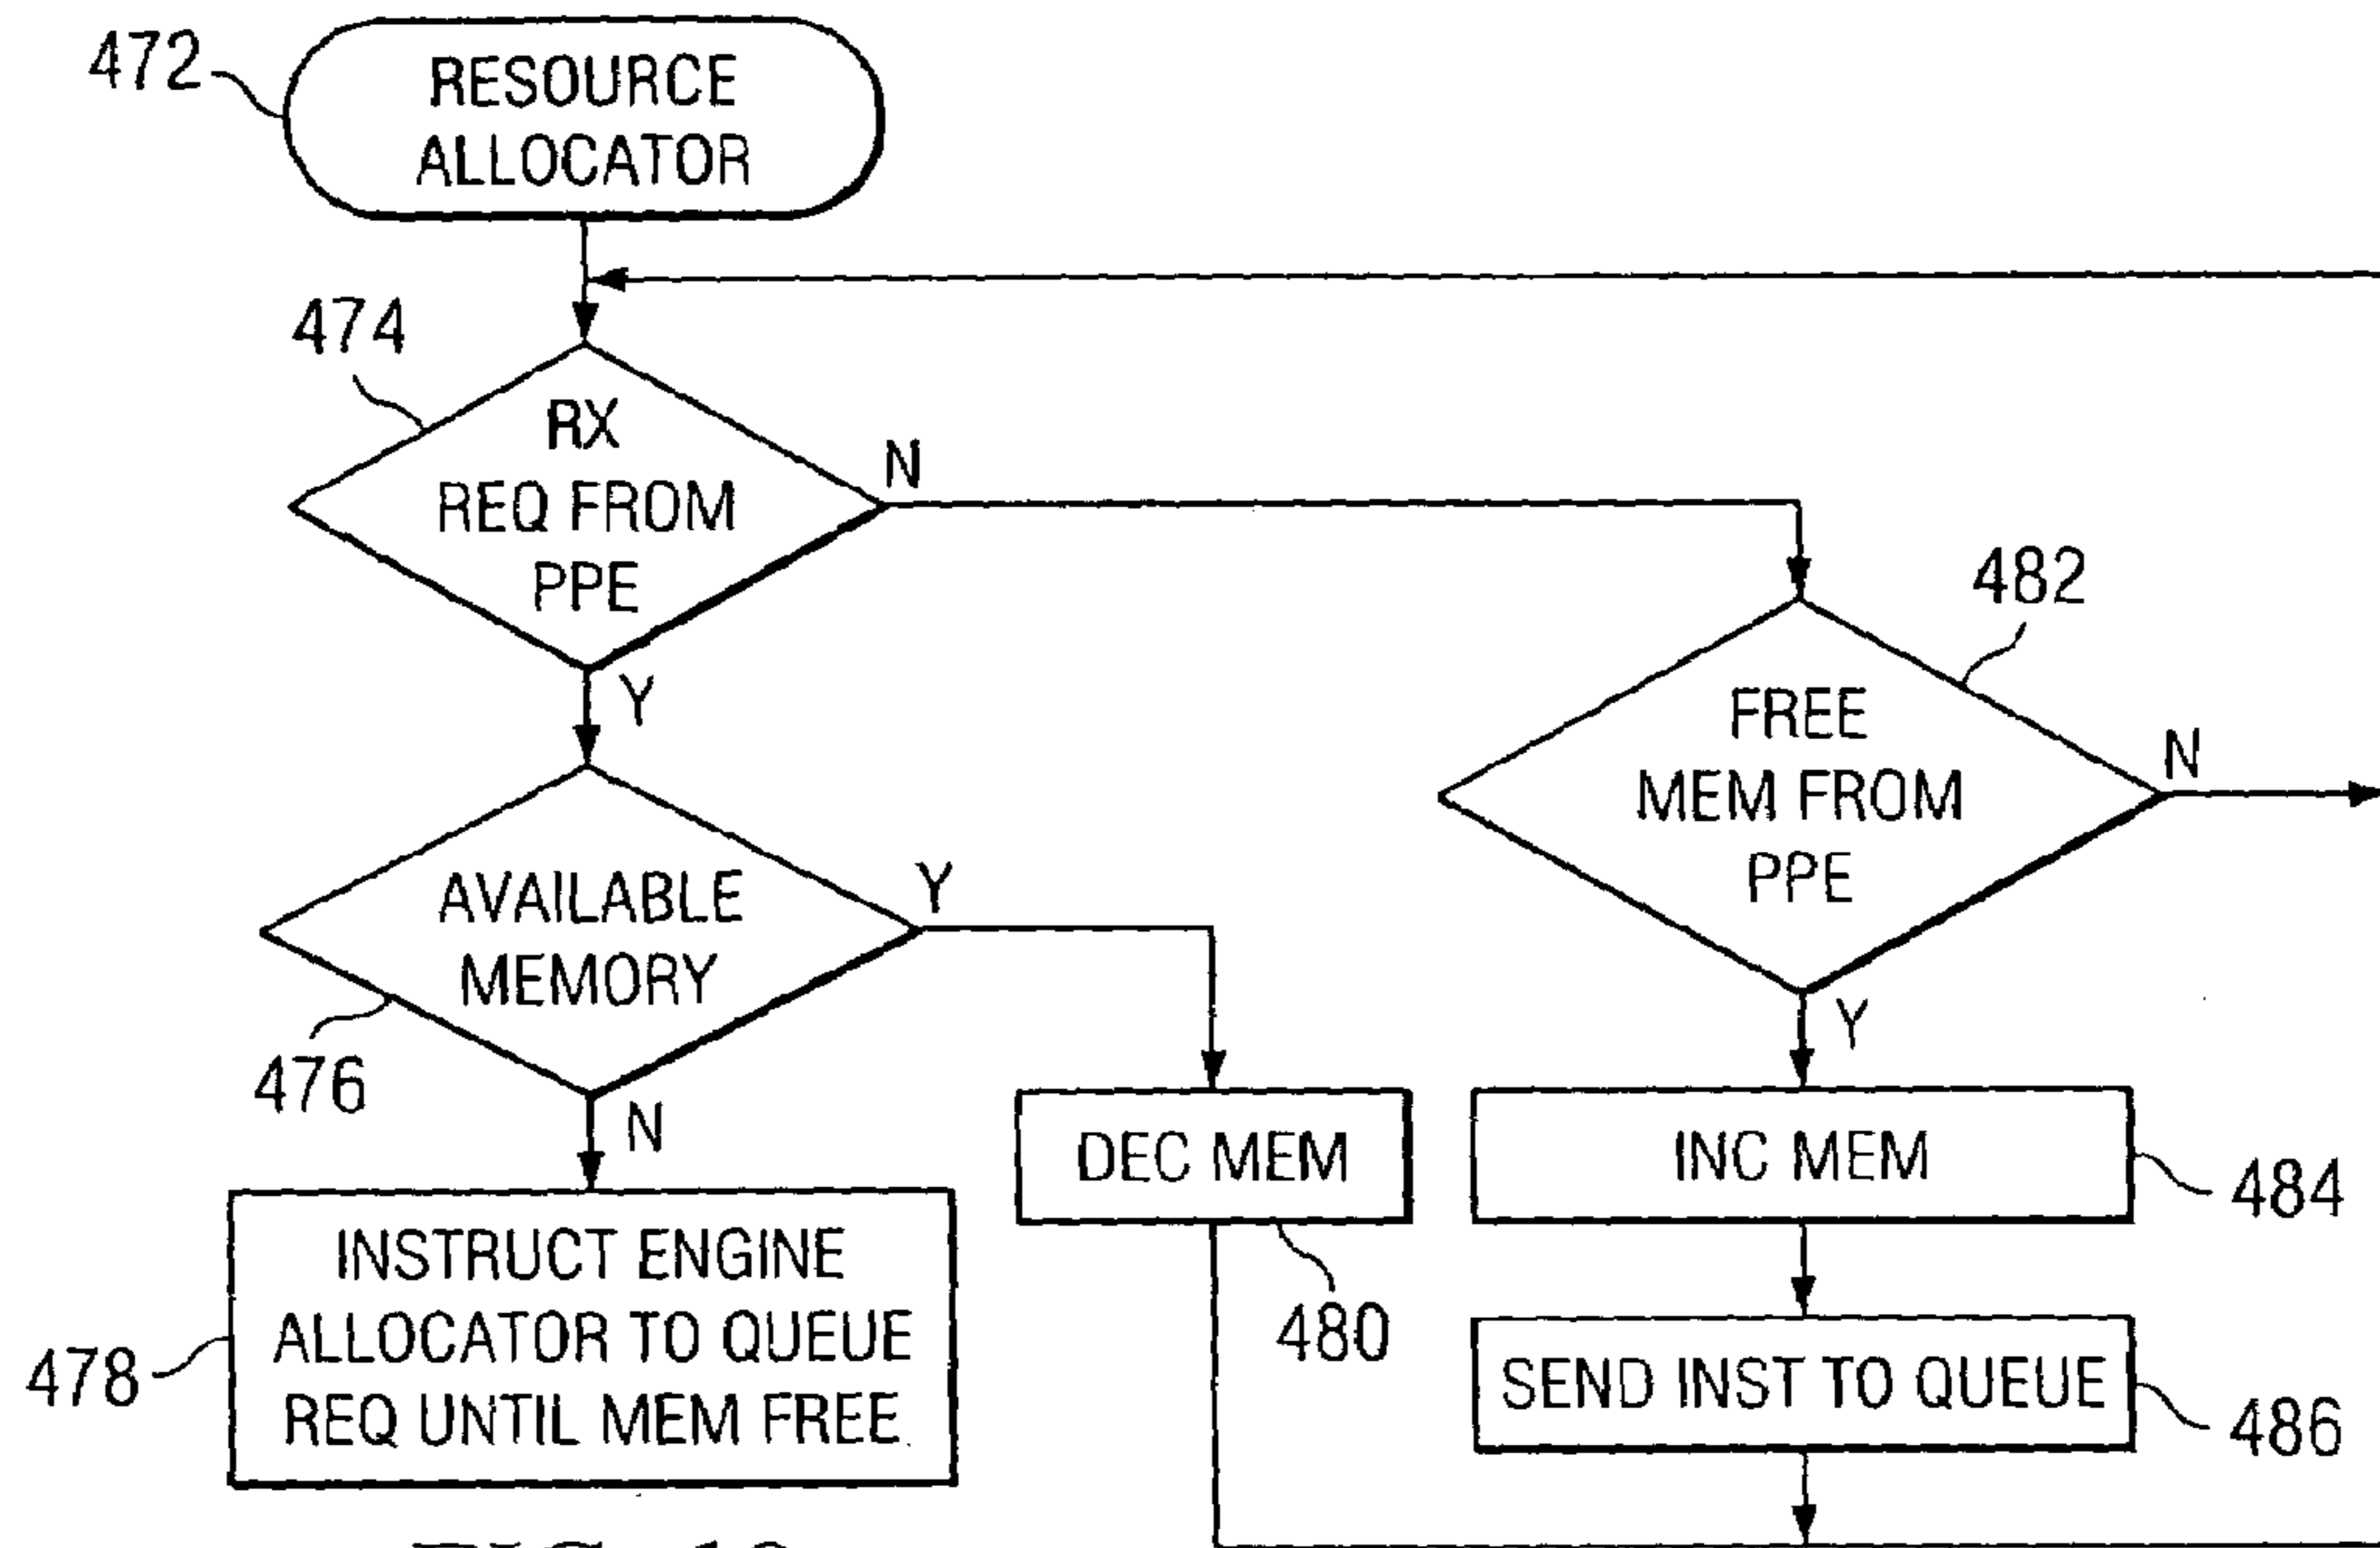 472
RESOURCE
ALLOCATOR
474
RX
REQ FROM
PPE
N
Y
482
FREE
MEM FROM
PPE
N
Y
AVAILABLE
MEMORY
Y
476
N
DEC MEM
480
INC MEM
484
INSTRUCT ENGINE
ALLOCATOR TO QUEUE
REQ UNTIL MEM FREE
478
SEND INST TO QUEUE
486